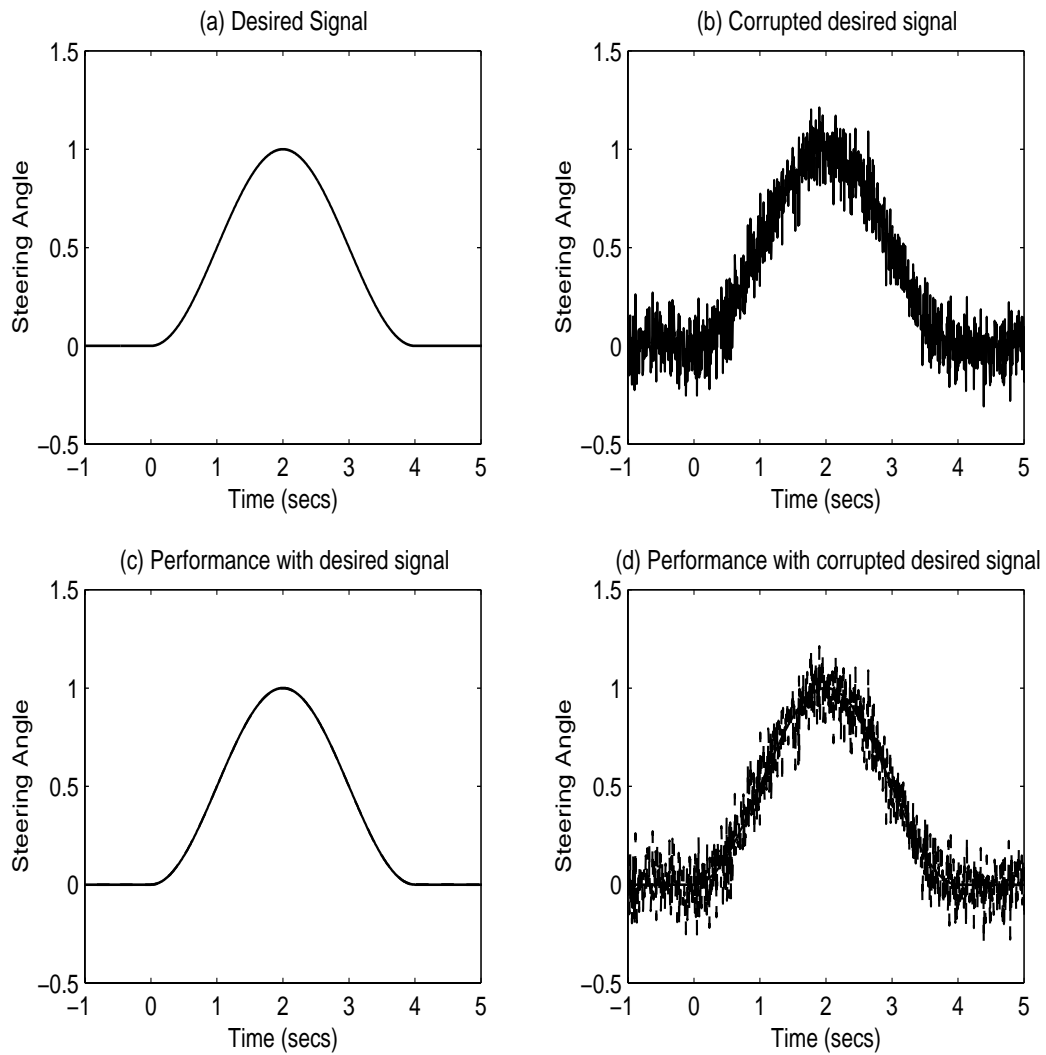 (a) Desired Signal
1.5
1
0.5
0
−0.5
−1 0 1 2 3 4 5
Time (secs)
Steering Angle
(b) Corrupted desired signal
1.5
1
0.5
0
−0.5
−1 0 1 2 3 4 5
Time (secs)
Steering Angle
(c) Performance with desired signal
1.5
1
0.5
0
−0.5
−1 0 1 2 3 4 5
Time (secs)
Steering Angle
(d) Performance with corrupted desired signal
1.5
1
0.5
0
−0.5
−1 0 1 2 3 4 5
Time (secs)
Steering Angle